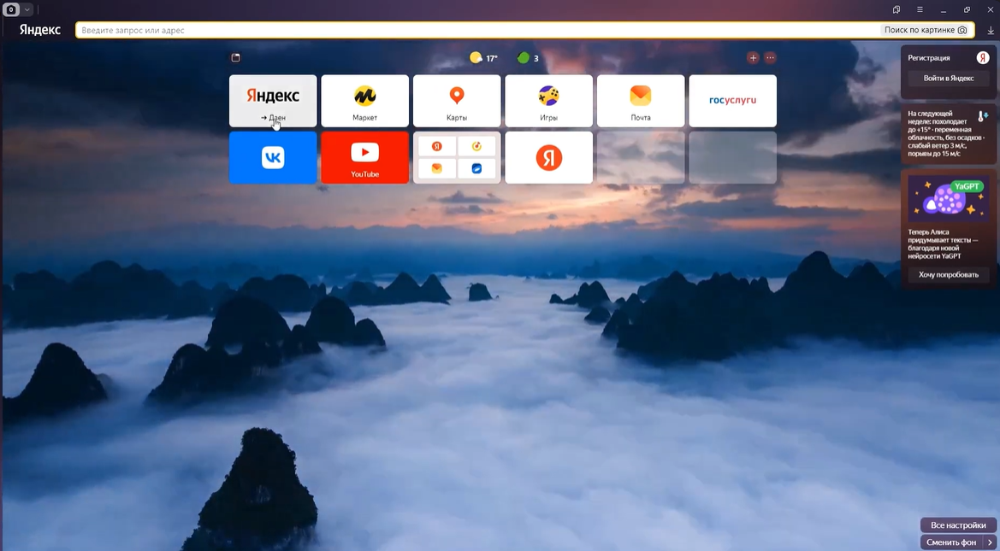 0
Яндекс
Введите запрос или адрес
Поиск по картинке
17°
3
Яндекс
→ Дзен
Маркет
Карты
Игры
Почта
госуслуги
YouTube
Я
Я
Регистрация
Я
Войти в Яндекс
На следующей
неделе: похолодает
до +15° · переменная
облачность, без осадков ·
слабый ветер 3 м/с,
порывы до 15 м/с
YaGPT
Теперь Алиса
придумывает тексты —
благодаря новой
нейросети YaGPT
Хочу попробовать
Все настройки
Сменить фон